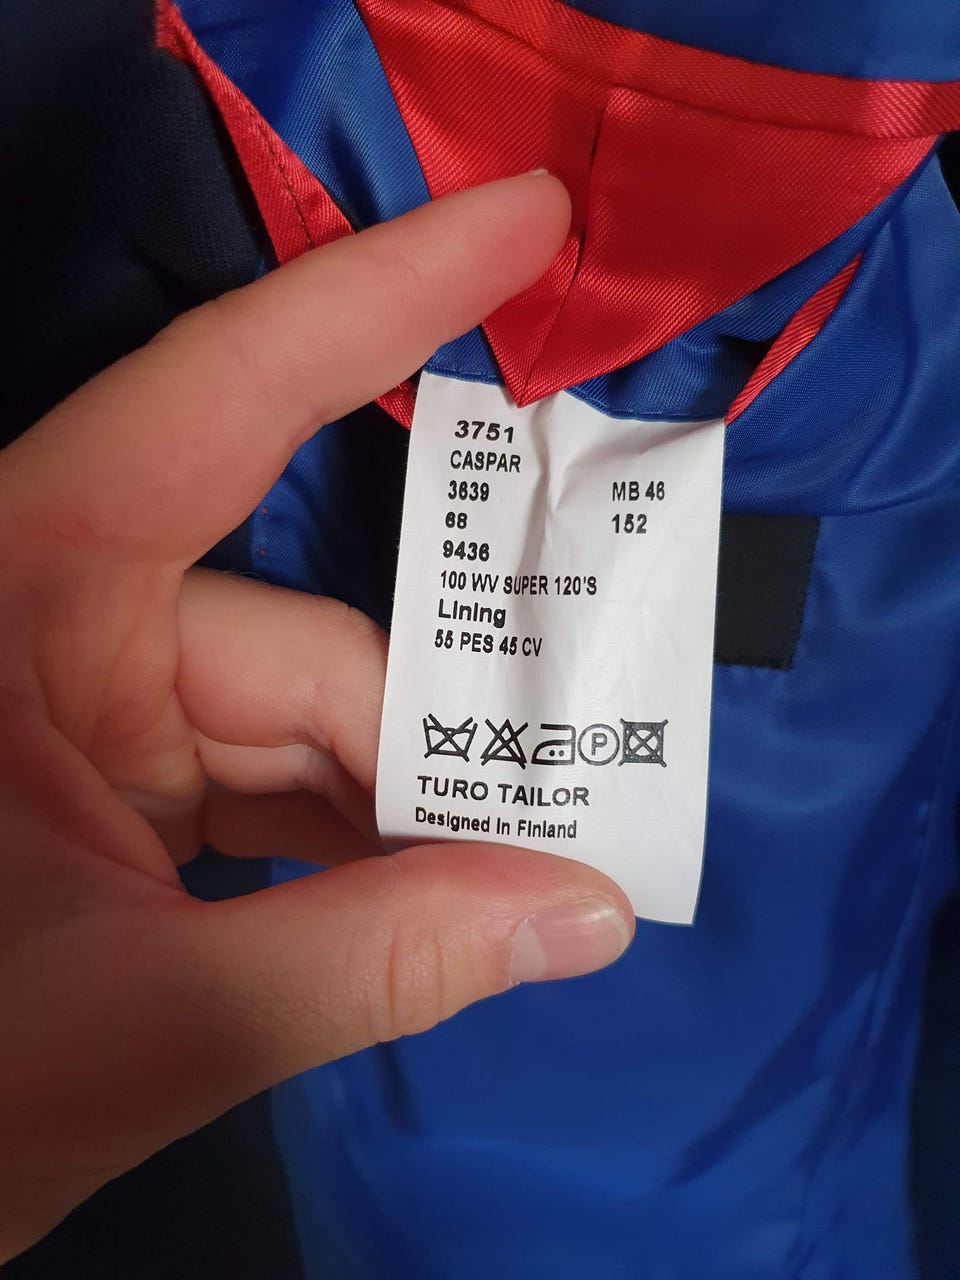 3751
CASPAR
3639 MB 46
68 152
9436
100 WV SUPER 120'S
Lining
55 PES 45 CV
P
TURO TAILOR
Designed in Finland